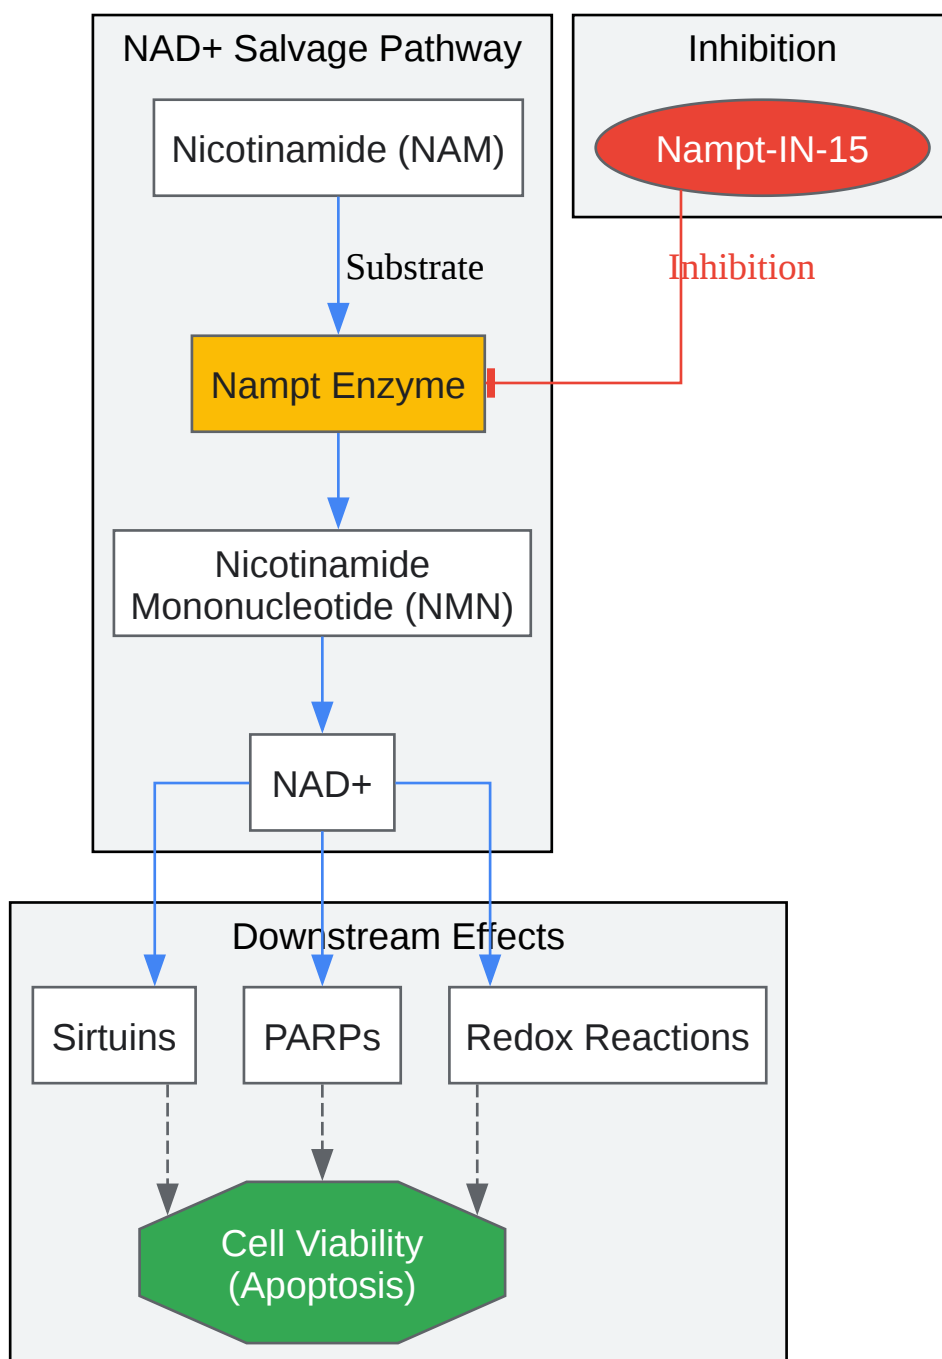 NAD+ Salvage Pathway
Inhibition
Nicotinamide (NAM)
Nampt-IN-15
Substrate
Inhibition
Nampt Enzyme
Nicotinamide
Mononucleotide (NMN)
NAD+
Downstream Effects
Sirtuins
PARPs
Redox Reactions
Cell Viability
(Apoptosis)